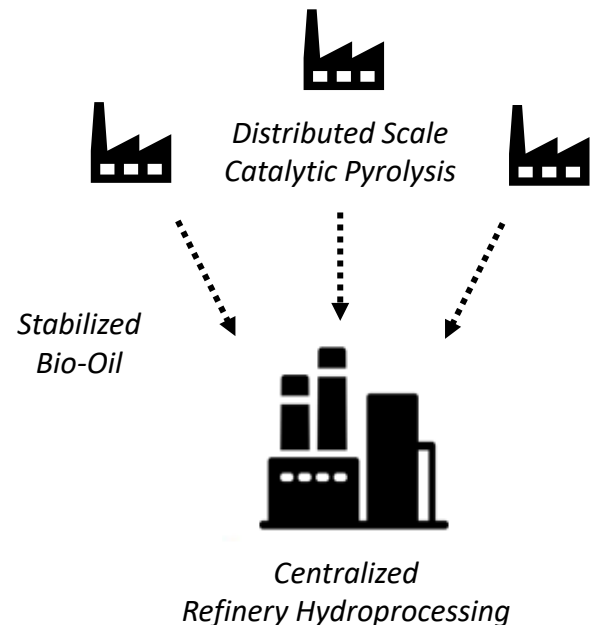 Distributed Scale
Catalytic Pyrolysis
Stabilized
Bio-Oil
Centralized
Refinery Hydroprocessing